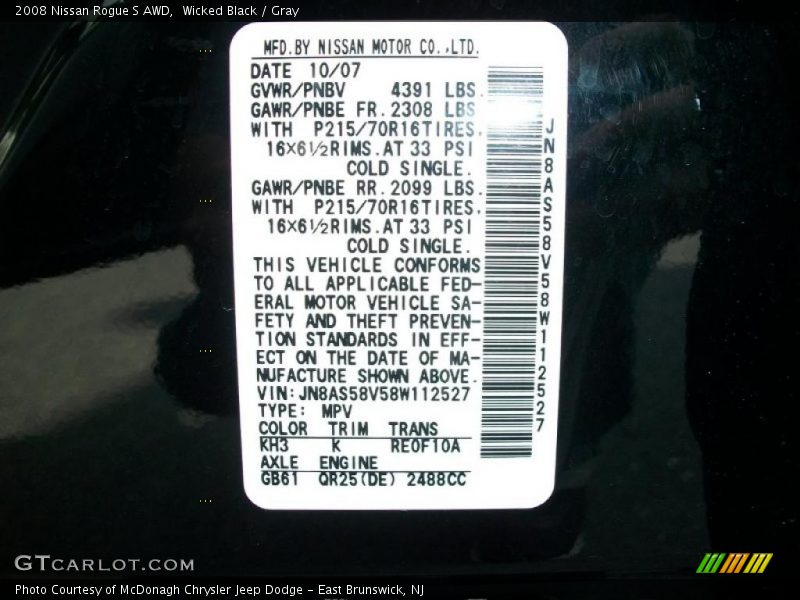 2008 Nissan Rogue S AWD,  Wicked Black / Gray
MFD.BY NISSAN MOTOR CO.,LTD.
DATE 10/07
GVWR/PNBV 4391 LBS.
GAWR/PNBE FR.2308 LBS
WITH P215/70R16TIRES.
16×6½RIMS.AT 33 PSI
COLD SINGLE.
GAWR/PNBE RR.2099 LBS.
WITH P215/70R16TIRES.
16×6½RIMS.AT 33 PSI
COLD SINGLE.
THIS VEHICLE CONFORMS
TO ALL APPLICABLE FED-
ERAL MOTOR VEHICLE SA-
FETY AND THEFT PREVEN-
TION STANDARDS IN EFF-
ECT ON THE DATE OF MA-
NUFACTURE SHOWN ABOVE.
VIN:JN8AS58V58W112527
TYPE: MPV
COLOR TRIM TRANS
KH3 K RE0F10A
AXLE ENGINE
GB61 QR25(DE) 2488CC
JN8AS58V58W112527
GTCARLOT.COM
Photo Courtesy of McDonagh Chrysler Jeep Dodge - East Brunswick, NJ